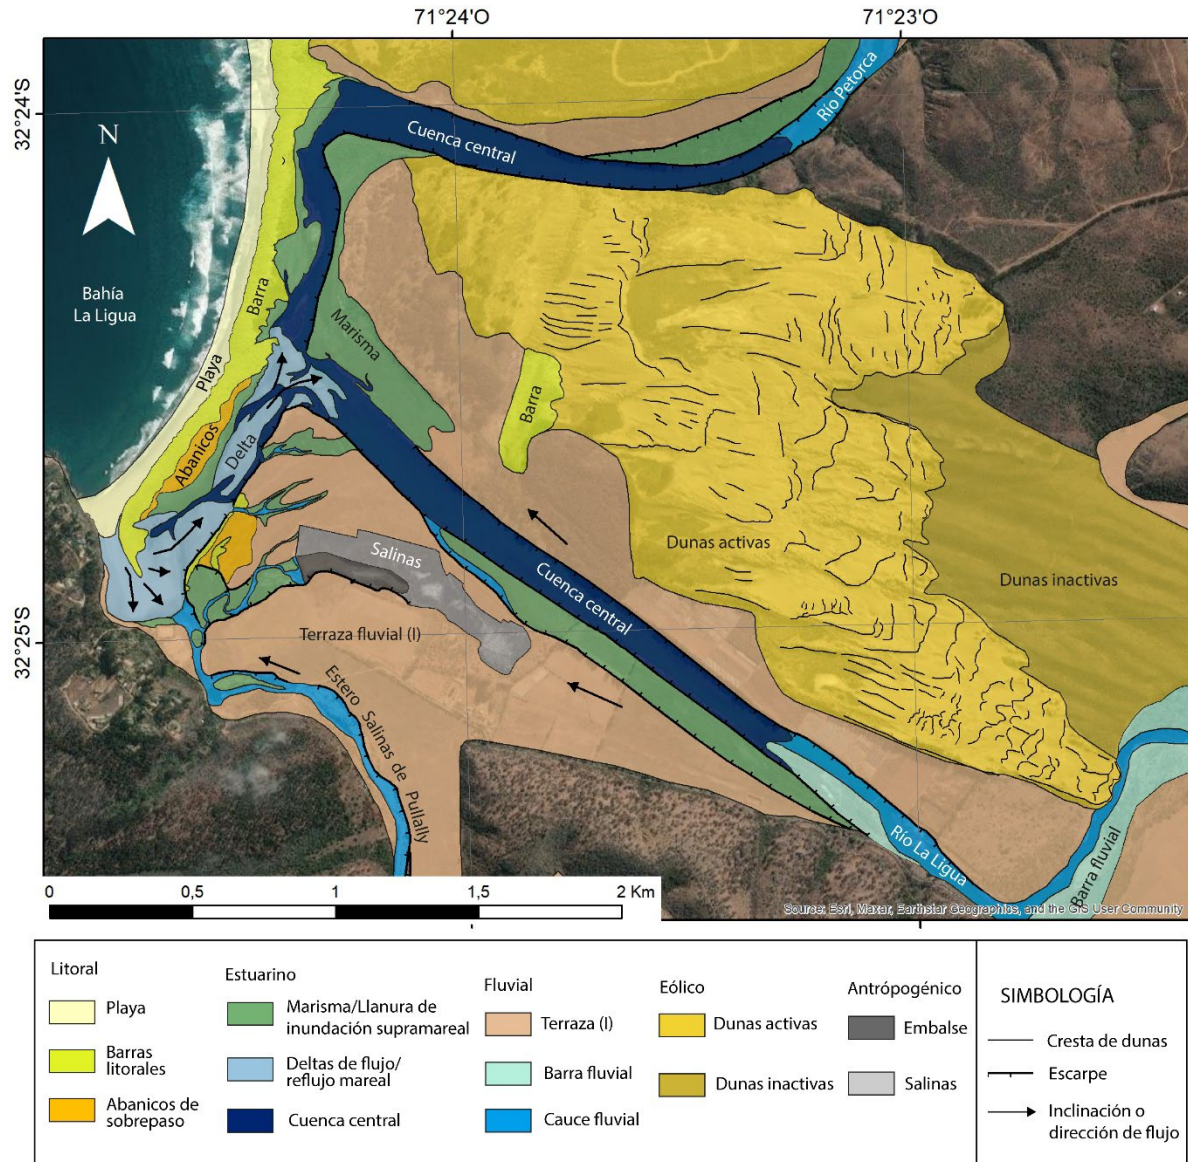 71°24'O
71°23'O
32°24'S
32°25'S
N
Bahía
La Ligua
Playa
Barra
Cuenca central
Río Petorca
Marisma
Abanicos
Delta
Barra
Salinas
Cuenca central
Dunas activas
Dunas inactivas
Terraza fluvial (I)
Estero Salinas de Pullally
Río La Ligua
Barra fluvial
0
0,5
1
1,5
2 Km
Source: Esri, Maxar, Earthstar Geographics, and the GIS User Community
Litoral
Playa
Barras
litorales
Abanicos de
sobrepaso
Estuarino
Marisma/Llanura de
inundación supramareal
Deltas de flujo/
reflujo mareal
Cuenca central
Fluvial
Terraza (I)
Barra fluvial
Cauce fluvial
Eólico
Dunas activas
Dunas inactivas
Antrópogénico
Embalse
Salinas
SIMBOLOGÍA
Cresta de dunas
Escarpe
Inclinación o
dirección de flujo